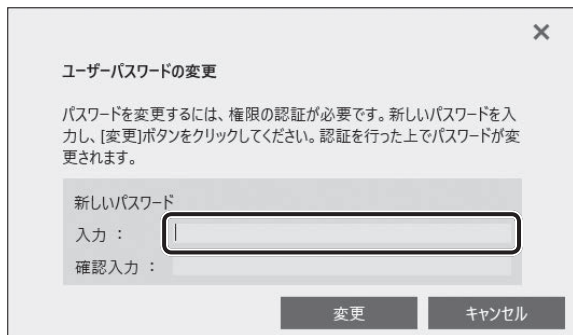 ×
ユーザーパスワードの変更
パスワードを変更するには、権限の認証が必要です。新しいパスワードを入
力し、[変更]ボタンをクリックしてください。認証を行った上でパスワードが変
更されます。
新しいパスワード
入力 :
確認入力 :
変更 キャンセル